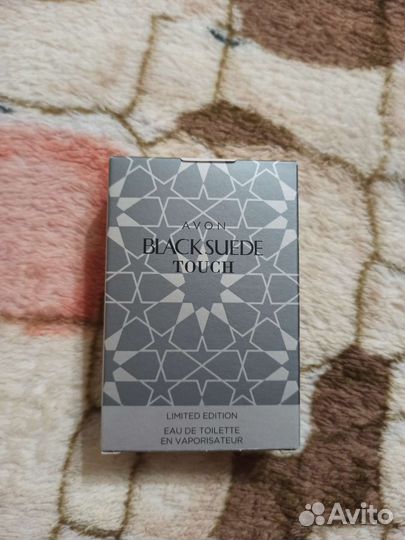 AVON
BLACK SUEDE
TOUCH
LIMITED EDITION
EAU DE TOILETTE
EN VAPORISATEUR
Avito